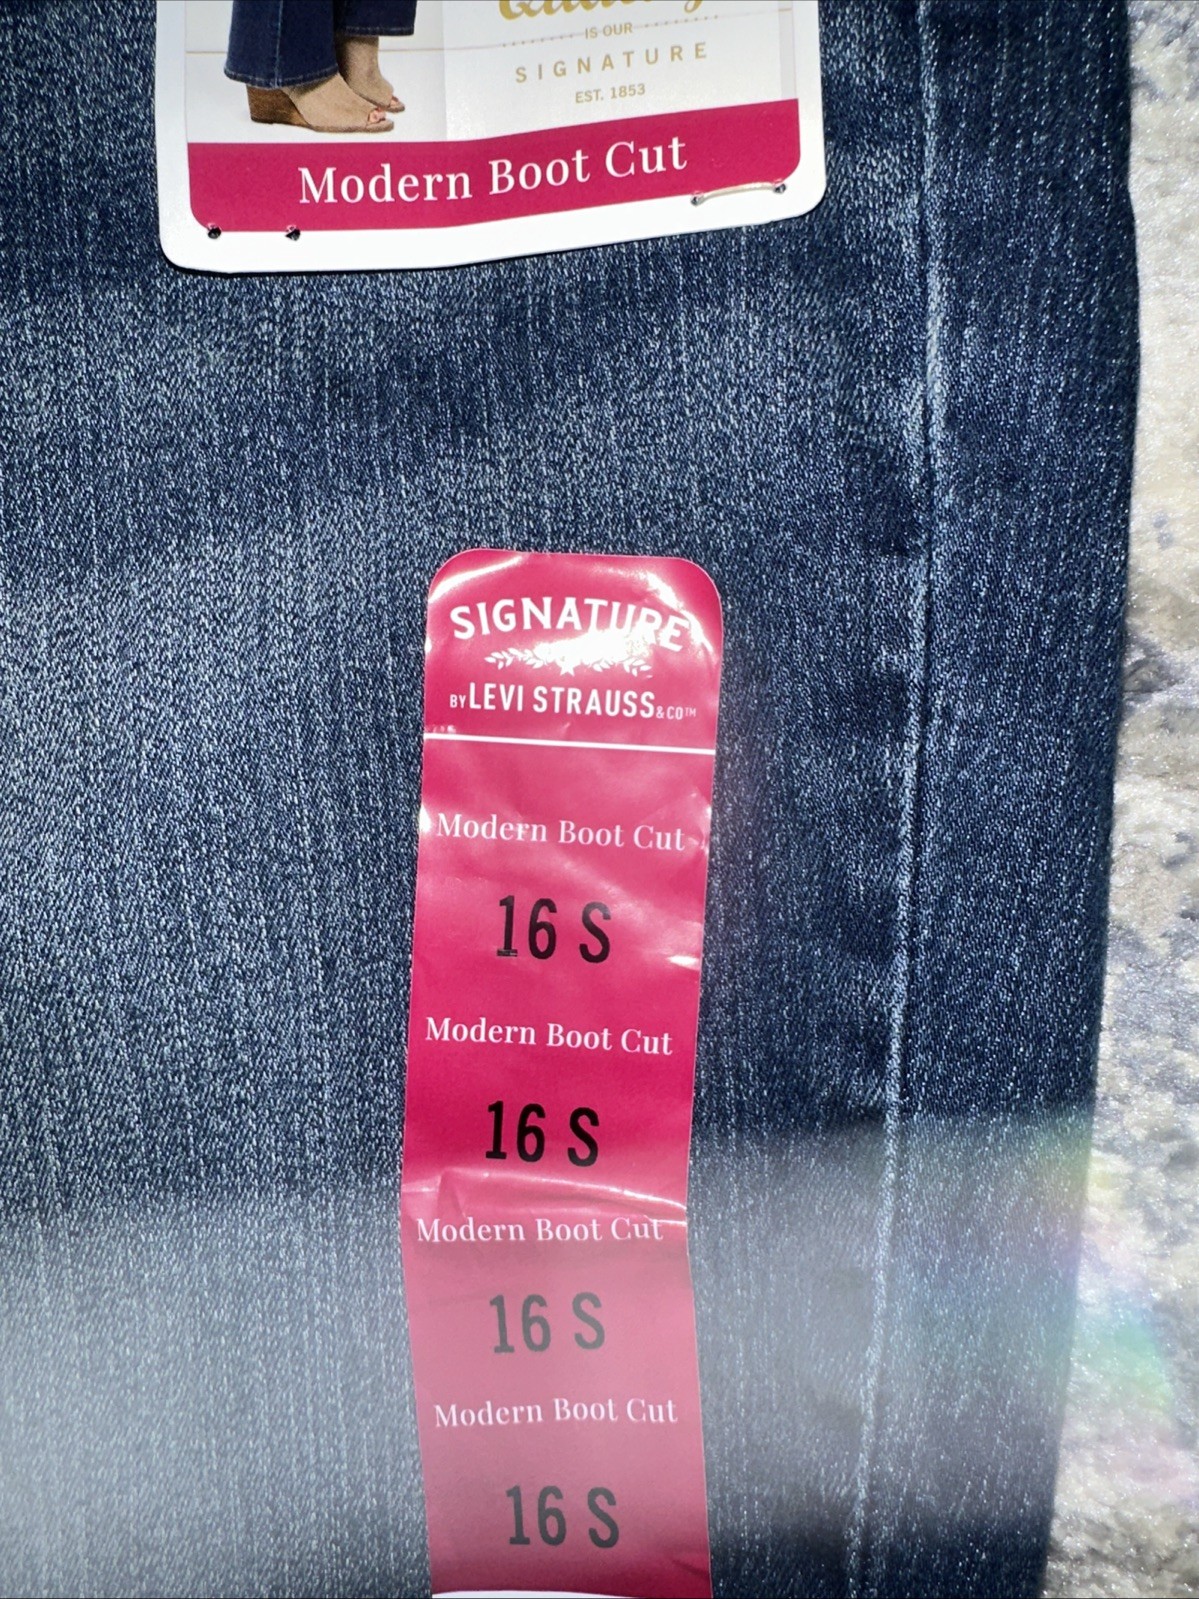 Quality
IS OUR
SIGNATURE
EST. 1853
Modern Boot Cut
SIGNATURE
BY LEVI STRAUSS & CO™
Modern Boot Cut
16 S
Modern Boot Cut
16 S
Modern Boot Cut
16 S
Modern Boot Cut
16 S